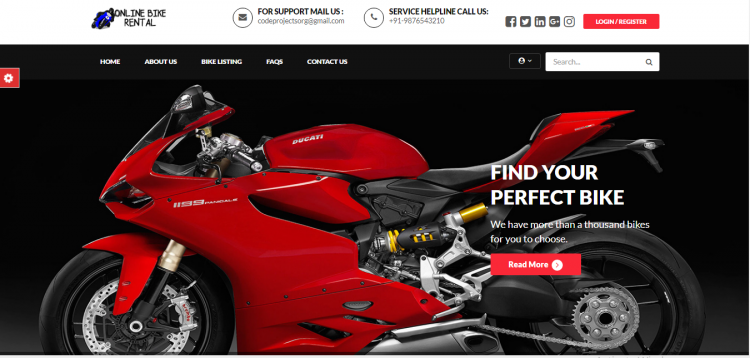 ONLINE BIKE
RENTAL
FOR SUPPORT MAIL US :
codeprojectsorg@gmail.com
SERVICE HELPLINE CALL US:
+91-9876543210
LOGIN / REGISTER
HOME
ABOUT US
BIKE LISTING
FAQS
CONTACT US
Search...
DUCATI
1199 PANIGALE
FIND YOUR
PERFECT BIKE
We have more than a thousand bikes
for you to choose.
Read More